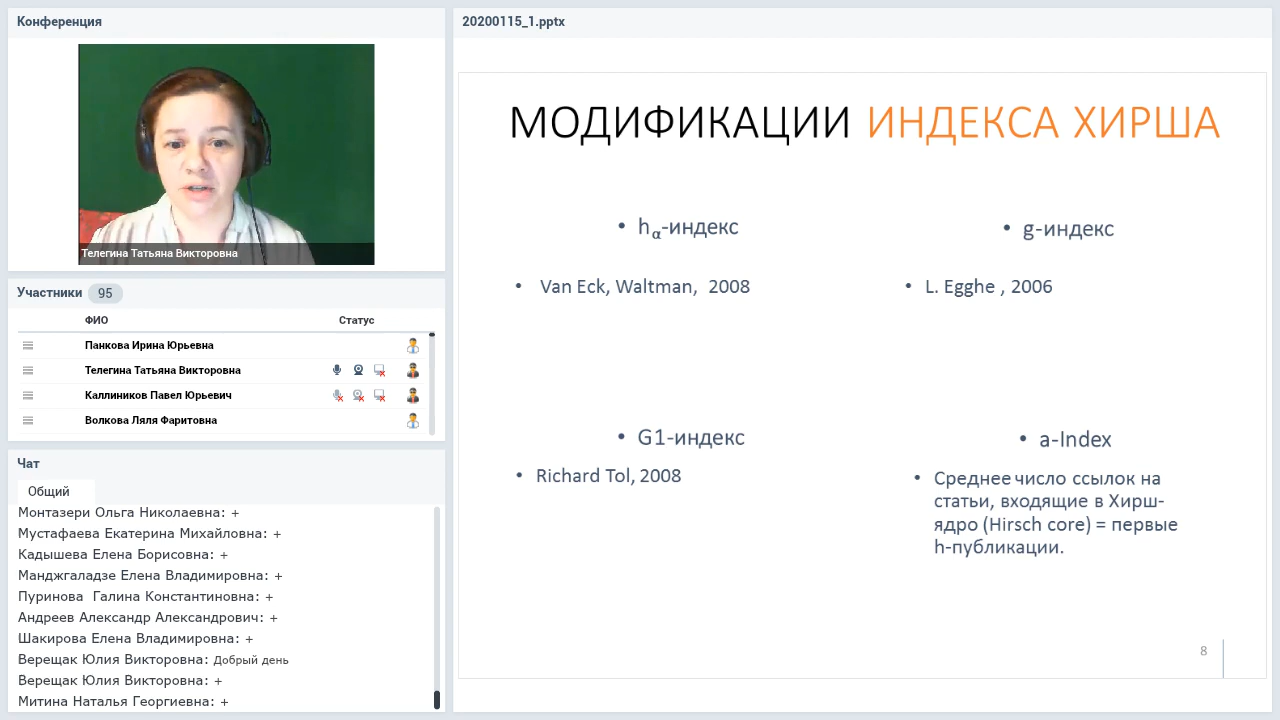 Конференция
Телегина Татьяна Викторовна
Участники 95
ФИО Статус
Панкова Ирина Юрьевна
Телегина Татьяна Викторовна
Каллиников Павел Юрьевич
Волкова Ляля Фаритовна
Чат
Общий
Монтазери Ольга Николаевна: +
Мустафаева Екатерина Михайловна: +
Кадышева Елена Борисовна: +
Манджгаладзе Елена Владимировна: +
Пуринова Галина Константиновна: +
Андреев Александр Александрович: +
Шакирова Елена Владимировна: +
Верещак Юлия Викторовна: Добрый день
Верещак Юлия Викторовна: +
Митина Наталья Георгиевна: +
20200115_1.pptx
МОДИФИКАЦИИ ИНДЕКСА ХИРША
• hα-индекс
• Van Eck, Waltman, 2008
• g-индекс
• L. Egghe , 2006
• G1-индекс
• Richard Tol, 2008
• a-Index
• Среднее число ссылок на
статьи, входящие в Хирш-
ядро (Hirsch core) = первые
h-публикации.
8